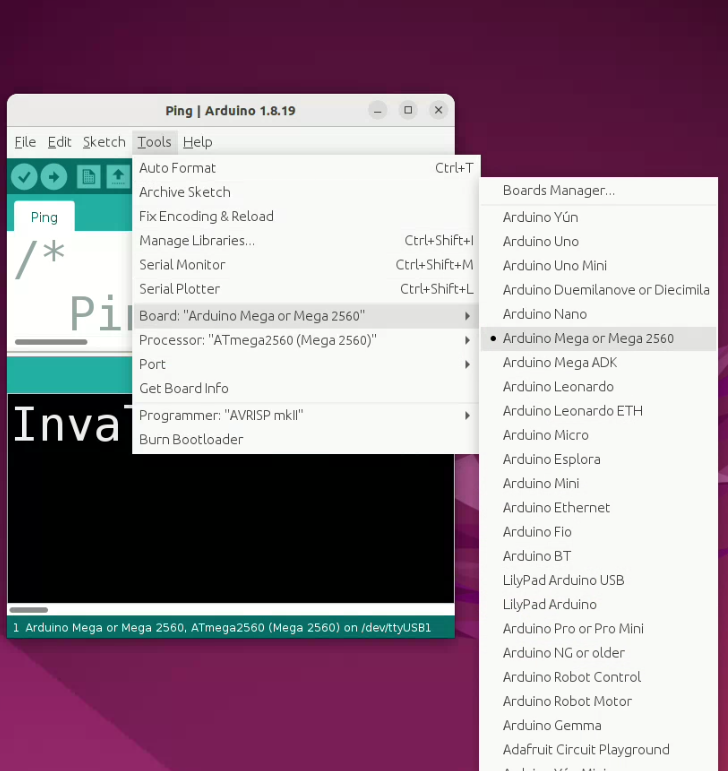 Ping | Arduino 1.8.19
File Edit Sketch Tools Help
Ping
/*
Auto Format Ctrl+T
Archive Sketch
Fix Encoding & Reload
Manage Libraries... Ctrl+Shift+I
Serial Monitor Ctrl+Shift+M
Serial Plotter Ctrl+Shift+L
Board: "Arduino Mega or Mega 2560"
Processor: "ATmega2560 (Mega 2560)"
Port
Get Board Info
Programmer: "AVRISP mkII"
Burn Bootloader
Boards Manager...
Arduino Yún
Arduino Uno
Arduino Uno Mini
Arduino Duemilanove or Diecimila
Arduino Nano
Arduino Mega or Mega 2560
Arduino Mega ADK
Arduino Leonardo
Arduino Leonardo ETH
Arduino Micro
Arduino Esplora
Arduino Mini
Arduino Ethernet
Arduino Fio
Arduino BT
LilyPad Arduino USB
LilyPad Arduino
Arduino Pro or Pro Mini
Arduino NG or older
Arduino Robot Control
Arduino Robot Motor
Arduino Gemma
Adafruit Circuit Playground
1 Arduino Mega or Mega 2560, ATmega2560 (Mega 2560) on /dev/ttyUSB1